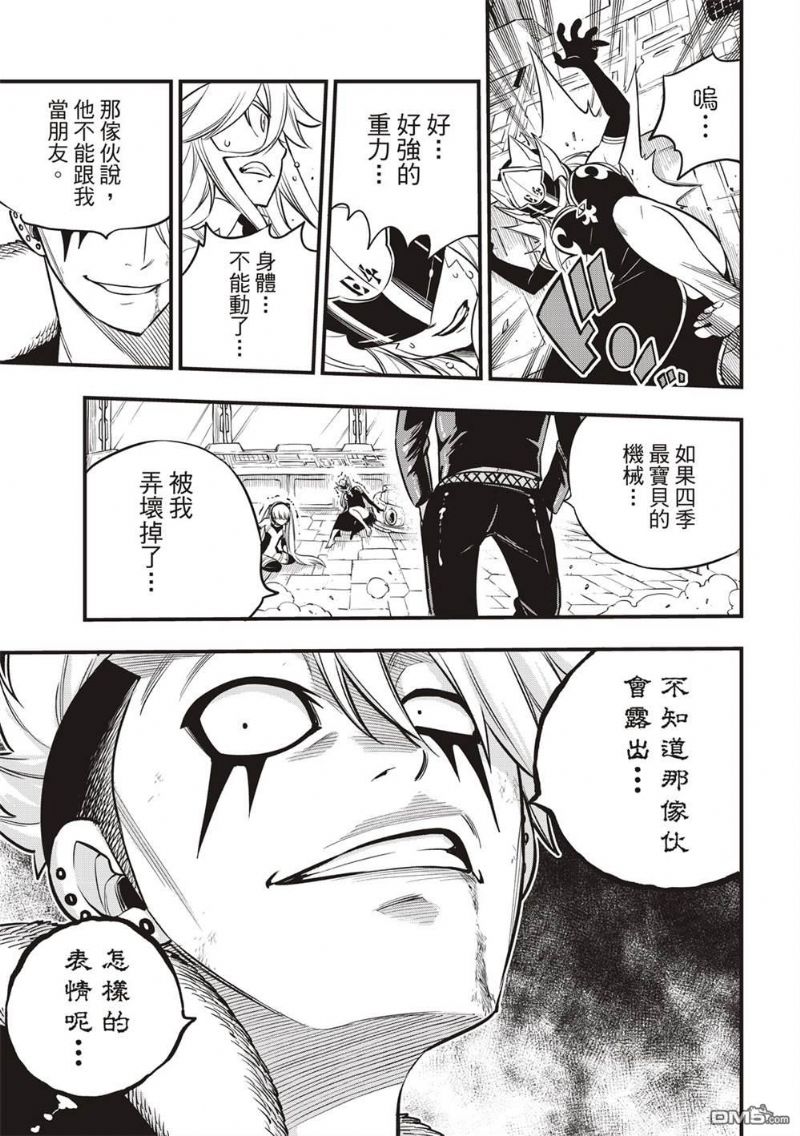 嗚…
好…
好強的
重力…
身體…
不能動了…
那傢伙說，
他不能跟我
當朋友。
如果四季
最寶貝的
機械…
被我
弄壞掉了…
不知道那傢伙
會露出…
怎樣的
表情呢…
DM5.com